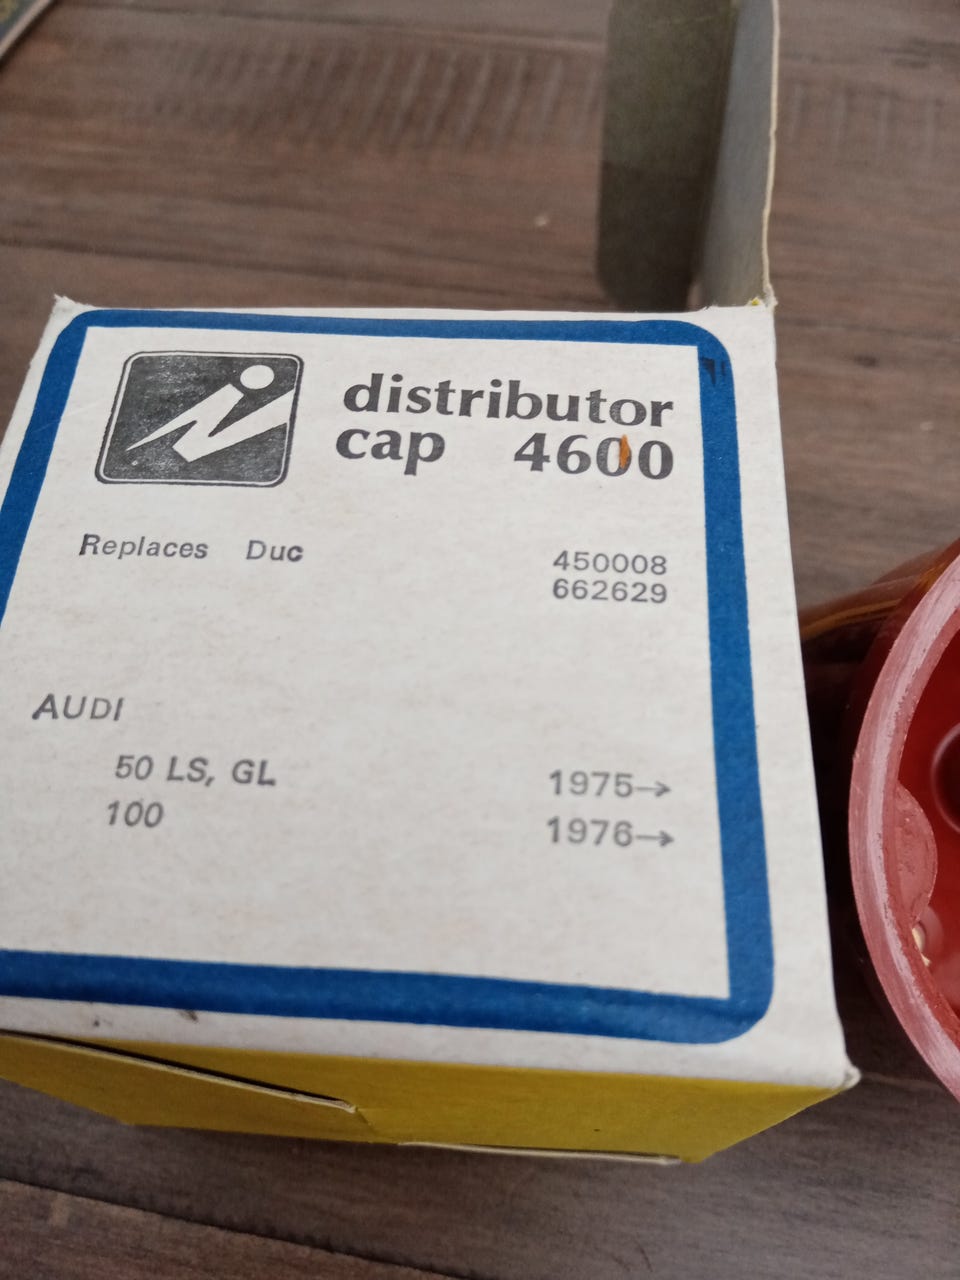 distributor
cap 4600
Replaces Duc 450008
662629
AUDI
50 LS, GL 1975→
100 1976→